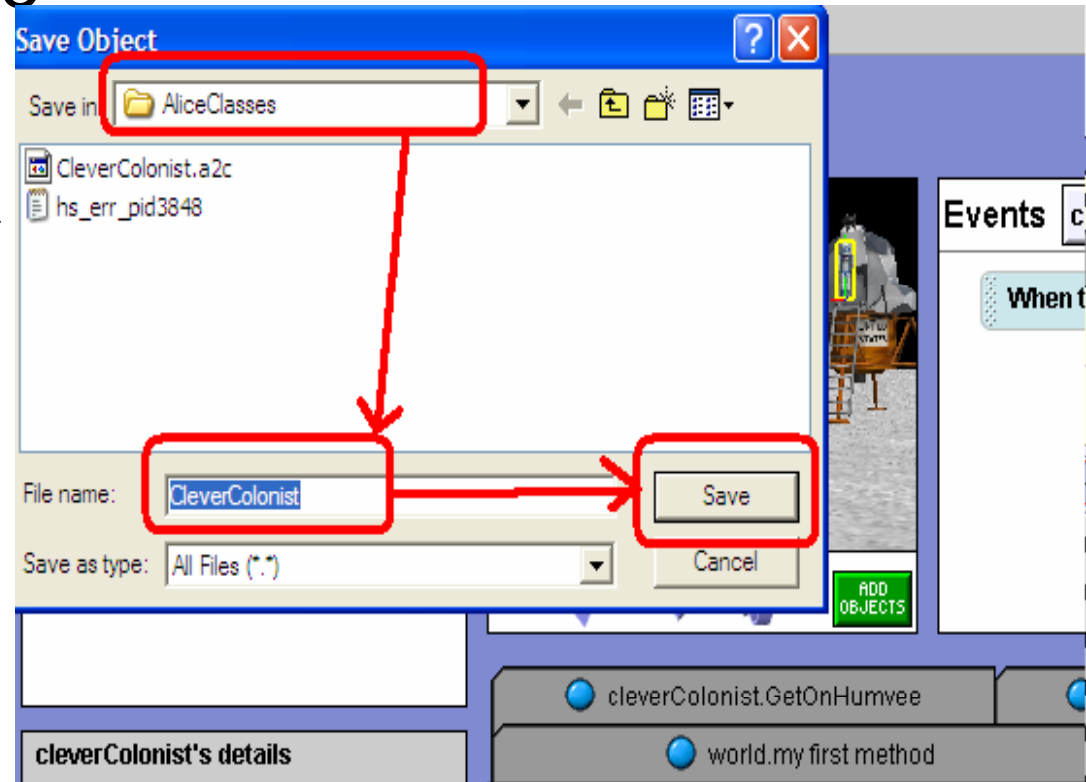 Save Object
Save in: AliceClasses
CleverColonist.a2c
hs_err_pid3848
File name: CleverColonist
Save
Save as type: All Files (*.*)
Cancel
Events
When t
ADD
OBJECTS
cleverColonist.GetOnHumvee
cleverColonist's details
world.my first method